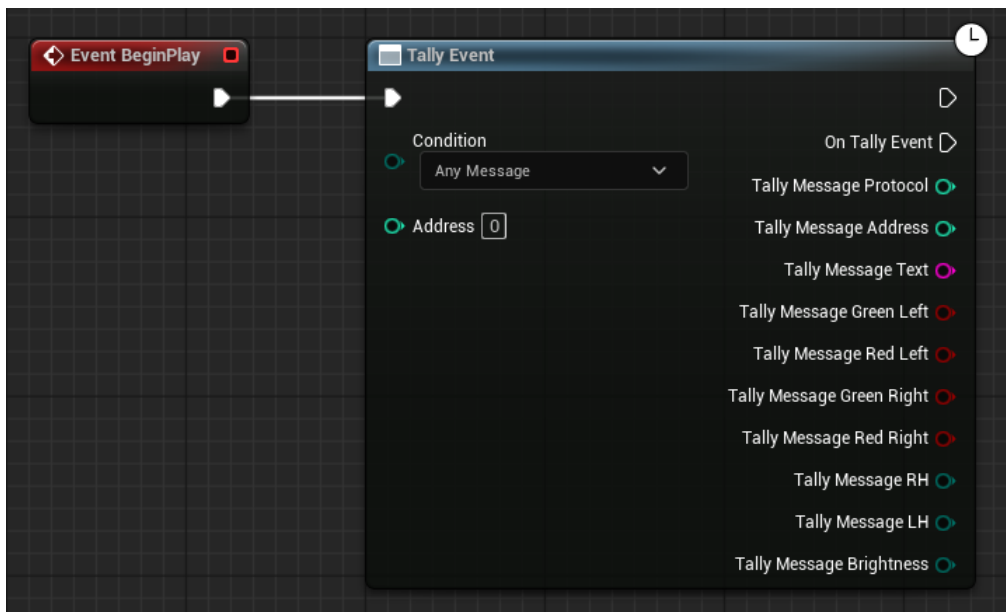 Event BeginPlay
Tally Event
Condition
On Tally Event
Any Message
Tally Message Protocol
Address 0
Tally Message Address
Tally Message Text
Tally Message Green Left
Tally Message Red Left
Tally Message Green Right
Tally Message Red Right
Tally Message RH
Tally Message LH
Tally Message Brightness